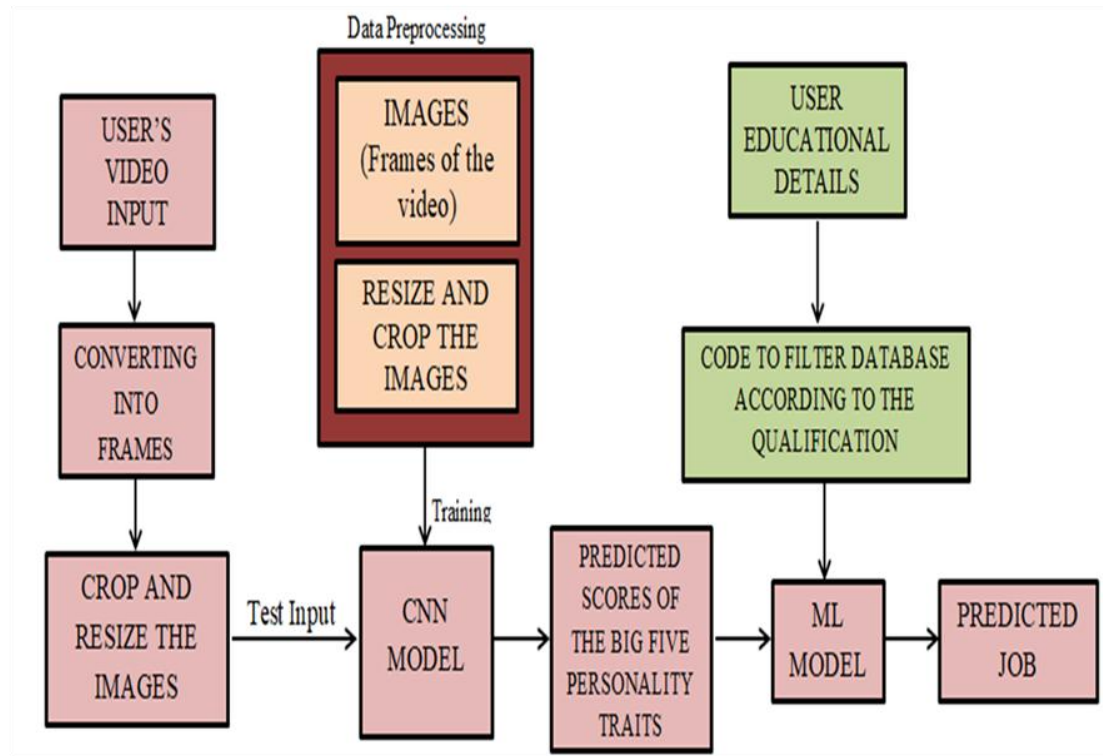 Data Preprocessing
USER'S
VIDEO
INPUT
CONVERTING
INTO
FRAMES
CROP AND
RESIZE THE
IMAGES
Test Input
IMAGES
(Frames of the
video)
RESIZE AND
CROP THE
IMAGES
Training
CNN
MODEL
PREDICTED
SCORES OF
THE BIG FIVE
PERSONALITY
TRAITS
USER
EDUCATIONAL
DETAILS
CODE TO FILTER DATABASE
ACCORDING TO THE
QUALIFICATION
ML
MODEL
PREDICTED
JOB